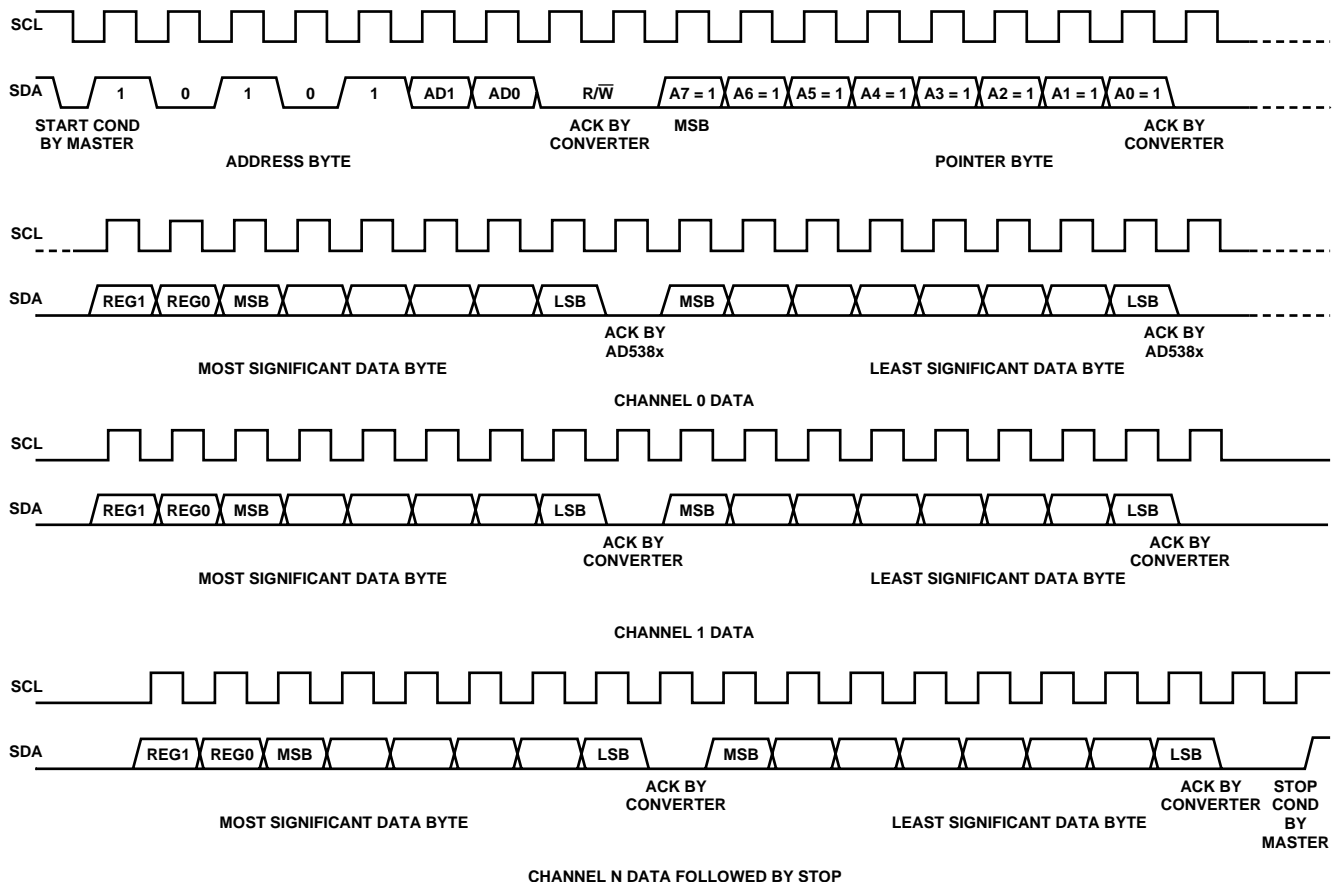 SCL
SDA 1 0 1 0 1 AD1 AD0 R/W̅ A7 = 1 A6 = 1 A5 = 1 A4 = 1 A3 = 1 A2 = 1 A1 = 1 A0 = 1
START COND BY MASTER
ACK BY CONVERTER
MSB
ACK BY CONVERTER
ADDRESS BYTE
POINTER BYTE
SCL
SDA REG1 REG0 MSB LSB MSB LSB
ACK BY AD538x
ACK BY AD538x
MOST SIGNIFICANT DATA BYTE
LEAST SIGNIFICANT DATA BYTE
CHANNEL 0 DATA
SCL
SDA REG1 REG0 MSB LSB MSB LSB
ACK BY CONVERTER
ACK BY CONVERTER
MOST SIGNIFICANT DATA BYTE
LEAST SIGNIFICANT DATA BYTE
CHANNEL 1 DATA
SCL
SDA REG1 REG0 MSB LSB MSB LSB
ACK BY CONVERTER
ACK BY CONVERTER
STOP COND BY MASTER
MOST SIGNIFICANT DATA BYTE
LEAST SIGNIFICANT DATA BYTE
CHANNEL N DATA FOLLOWED BY STOP